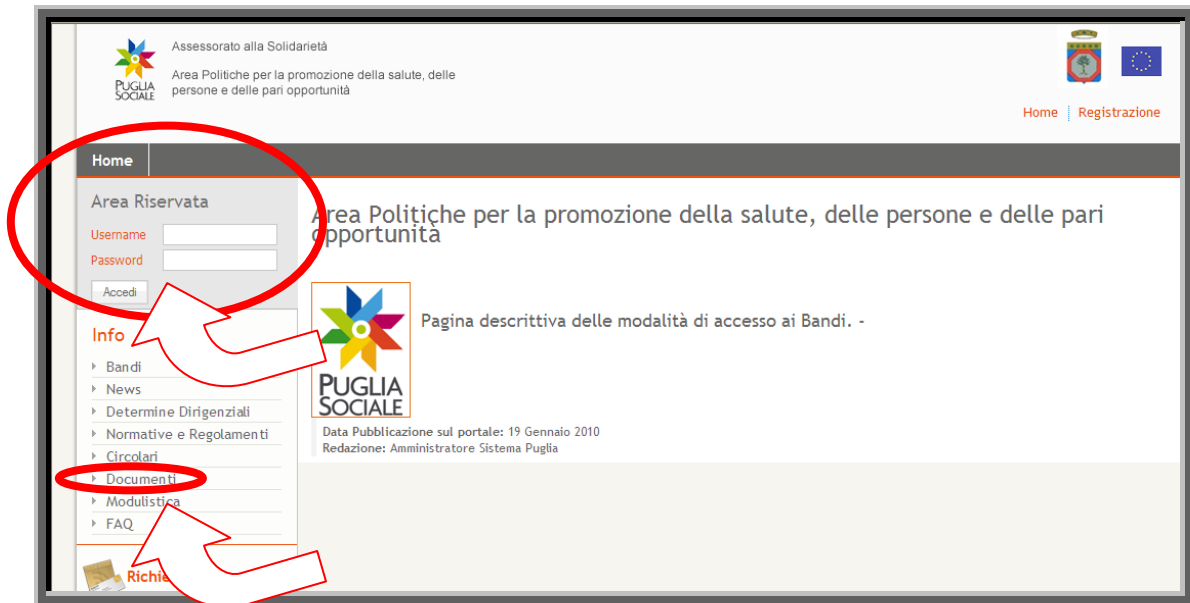 Assessorato alla Solidarietà
Area Politiche per la promozione della salute, delle
persone e delle pari opportunità
PUGLIA
SOCIALE
Home Registrazione
Home
Area Riservata
Username
Password
Accedi
Info
Bandi
News
Determine Dirigenziali
Normative e Regolamenti
Circolari
Documenti
Modulistica
FAQ
Area Politiche per la promozione della salute, delle persone e delle pari
opportunità
Pagina descrittiva delle modalità di accesso ai Bandi. -
PUGLIA
SOCIALE
Data Pubblicazione sul portale: 19 Gennaio 2010
Redazione: Amministratore Sistema Puglia